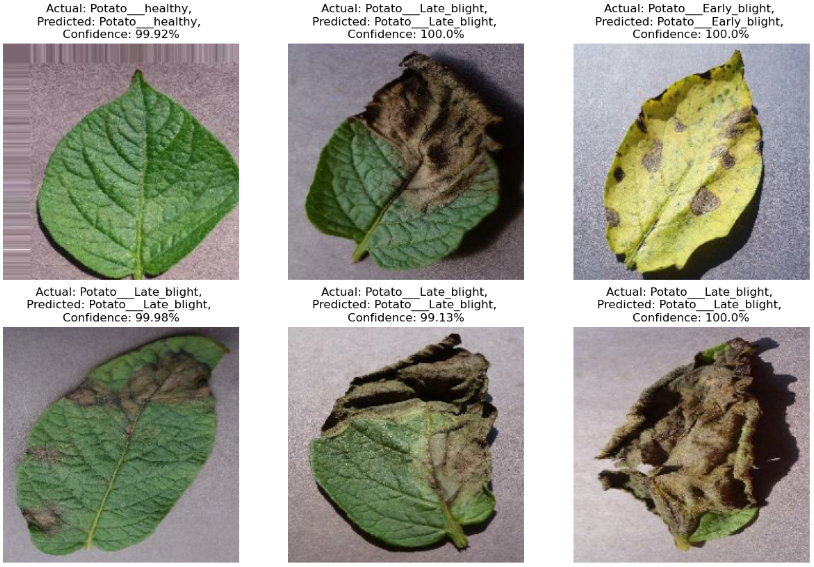 Actual: Potato___healthy,
Predicted: Potato___healthy,
Confidence: 99.92%
Actual: Potato___Late_blight,
Predicted: Potato___Late_blight,
Confidence: 100.0%
Actual: Potato___Early_blight,
Predicted: Potato___Early_blight,
Confidence: 100.0%
Actual: Potato___Late_blight,
Predicted: Potato___Late_blight,
Confidence: 99.98%
Actual: Potato___Late_blight,
Predicted: Potato___Late_blight,
Confidence: 99.13%
Actual: Potato___Late_blight,
Predicted: Potato___Late_blight,
Confidence: 100.0%